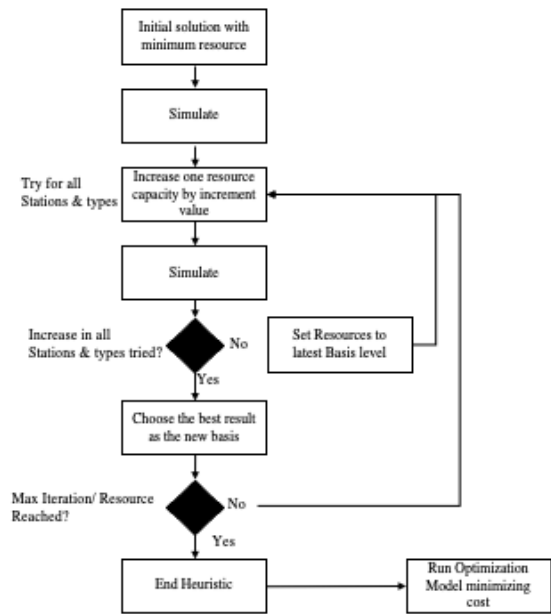 Initial solution with
minimum resource
Simulate
Try for all
Stations & types
Increase one resource
capacity by increment
value
Simulate
Increase in all
Stations & types tried?
No
Set Resources to
latest Basis level
Yes
Choose the best result
as the new basis
Max Iteration/ Resource
Reached?
No
Yes
End Heuristic
Run Optimization
Model minimizing
cost